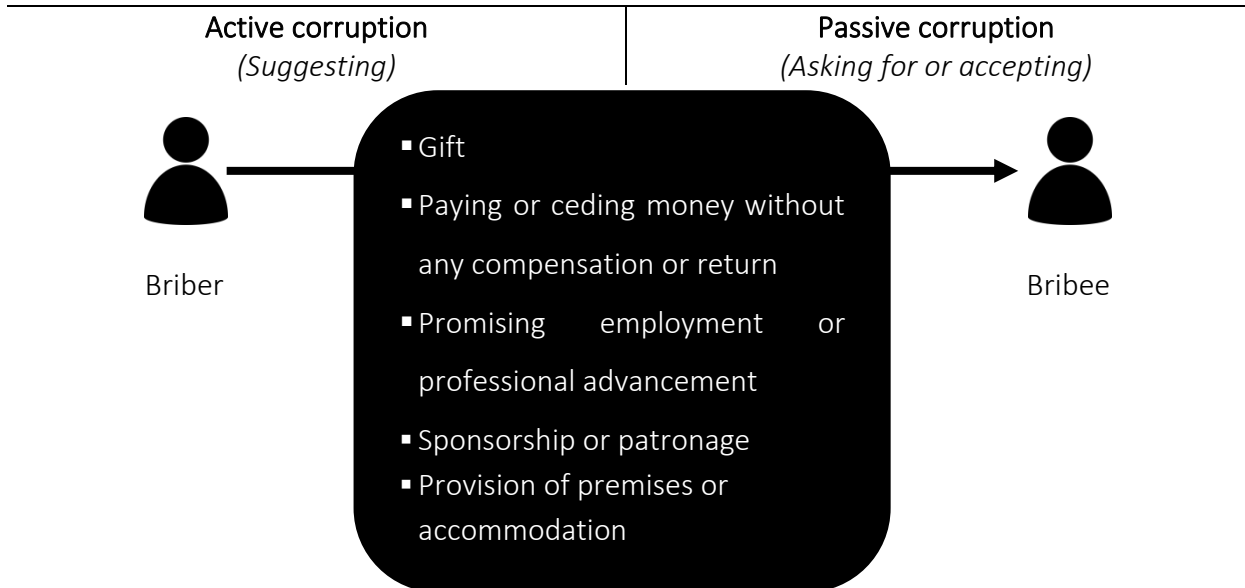 Active corruption
(Suggesting)
Passive corruption
(Asking for or accepting)
▪ Gift
▪ Paying or ceding money without
any compensation or return
▪ Promising employment or
professional advancement
▪ Sponsorship or patronage
▪ Provision of premises or
accommodation
Briber
Bribee